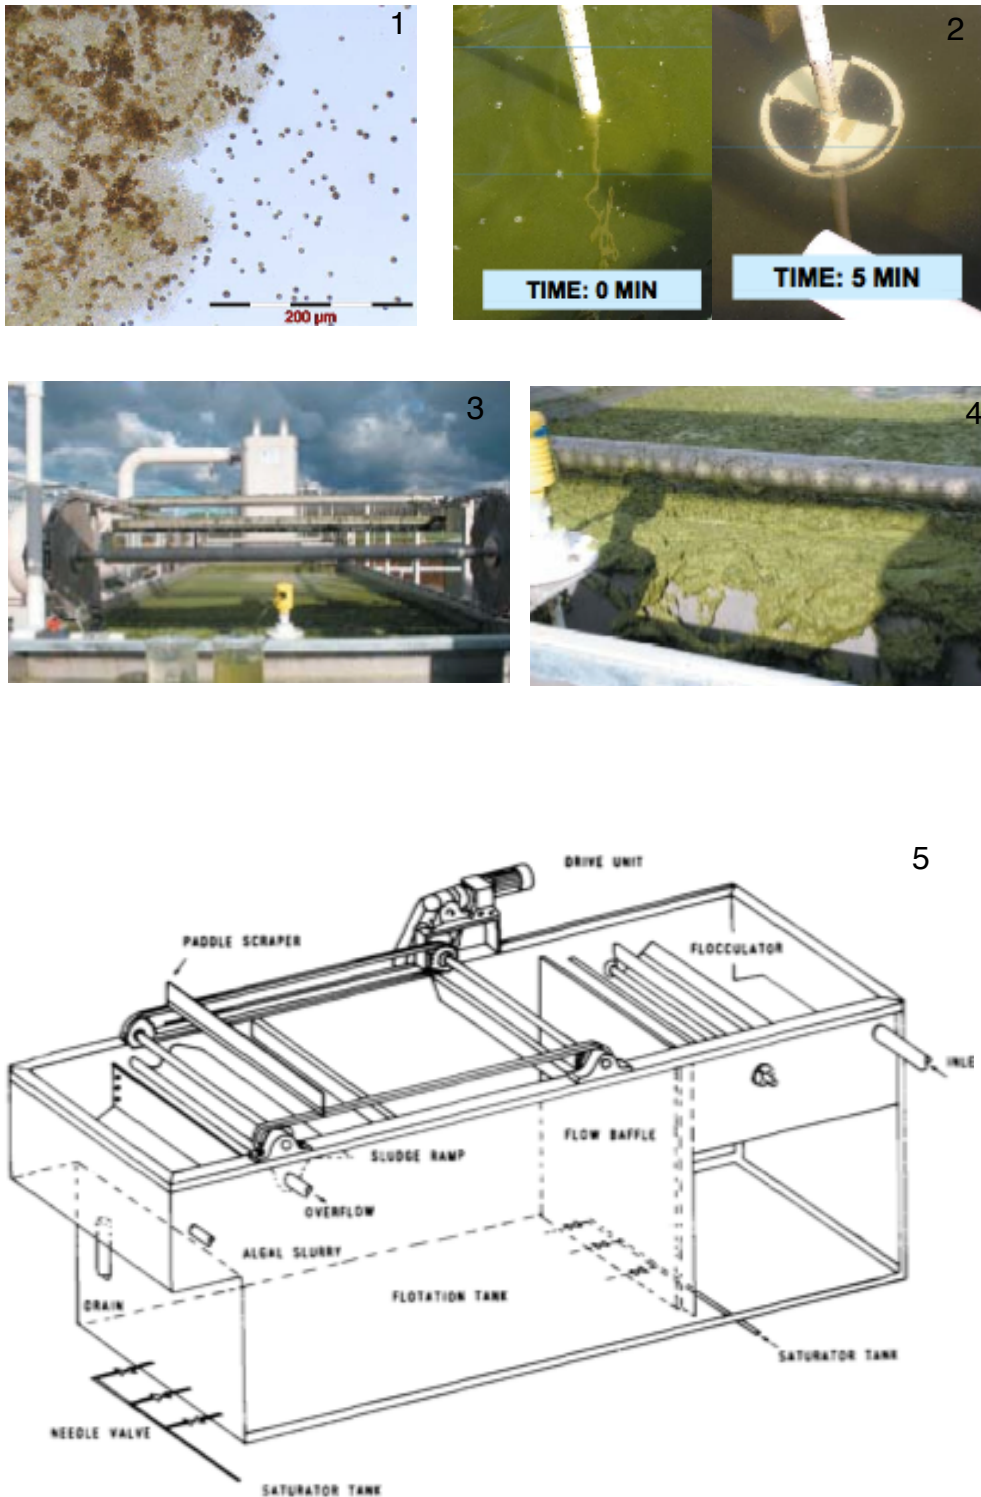 1
200 µm
2
TIME: 0 MIN
TIME: 5 MIN
3
4
5
DRIVE UNIT
PADDLE SCRAPER
FLOCCULATOR
INLE
FLOW BAFFLE
SLUDGE RAMP
OVERFLOW
ALGAL SLURRY
FLOTATION TANK
DRAIN
SATURATOR TANK
NEEDLE VALVE
SATURATOR TANK